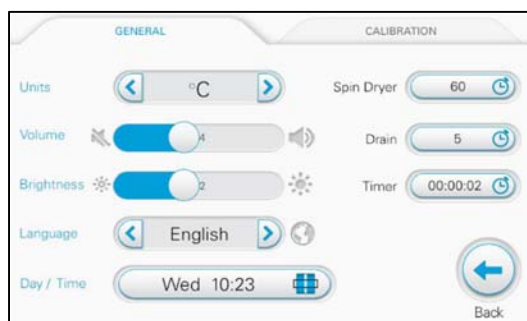 GENERAL CALIBRATION
Units °C Spin Dryer 60
Volume 4 Drain 5
Brightness 2 Timer 00:00:02
Language English
Day / Time Wed 10:23
Back